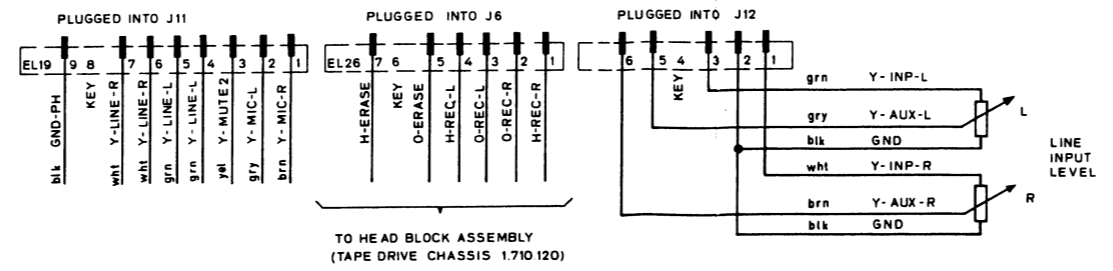 PLUGGED INTO J11
EL19 9 8 7 6 5 4 3 2 1
blk GND-PH
KEY
wht Y-LINE-R
wht Y-LINE-R
grn Y-LINE-L
grn Y-LINE-L
yel Y-MUTE2
gry Y-MIC-L
brn Y-MIC-R
PLUGGED INTO J6
EL26 7 6 5 4 3 2 1
H-ERASE
KEY
O-ERASE
H-REC-L
O-REC-L
O-REC-R
H-REC-R
TO HEAD BLOCK ASSEMBLY
(TAPE DRIVE CHASSIS 1.710.120)
PLUGGED INTO J12
6 5 4 3 2 1
KEY
grn Y-INP-L
gry Y-AUX-L
blk GND
wht Y-INP-R
brn Y-AUX-R
blk GND
L
R
LINE
INPUT
LEVEL